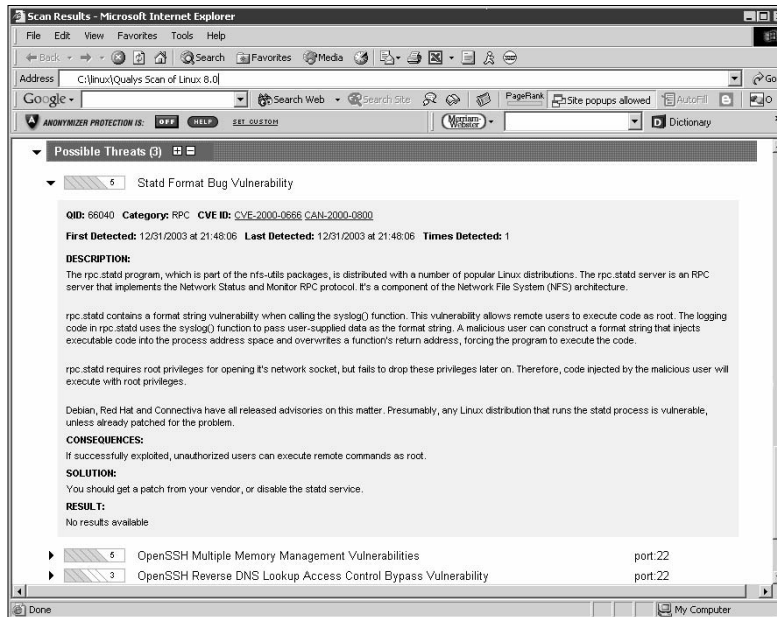 Scan Results - Microsoft Internet Explorer
File Edit View Favorites Tools Help
Back Search Favorites Media
Address C:\linux\Qualys Scan of Linux 8.0 Go
Google Search Web Search Site PageRank Site popups allowed AutoFill
ANONYMIZER PROTECTION IS: OFF HELP SET CUSTOM Merriam-Webster Dictionary
Possible Threats (3)
5 Statd Format Bug Vulnerability
QID: 66040 Category: RPC CVE ID: CVE-2000-0666 CAN-2000-0800
First Detected: 12/31/2003 at 21:48:06 Last Detected: 12/31/2003 at 21:48:06 Times Detected: 1
DESCRIPTION:
The rpc.statd program, which is part of the nfs-utils packages, is distributed with a number of popular Linux distributions. The rpc.statd server is an RPC
server that implements the Network Status and Monitor RPC protocol. It's a component of the Network File System (NFS) architecture.
rpc.statd contains a format string vulnerability when calling the syslog() function. This vulnerability allows remote users to execute code as root. The logging
code in rpc.statd uses the syslog() function to pass user-supplied data as the format string. A malicious user can construct a format string that injects
executable code into the process address space and overwrites a function's return address, forcing the program to execute the code.
rpc.statd requires root privileges for opening it's network socket, but fails to drop these privileges later on. Therefore, code injected by the malicious user will
execute with root privileges.
Debian, Red Hat and Connectiva have all released advisories on this matter. Presumably, any Linux distribution that runs the statd process is vulnerable,
unless already patched for the problem.
CONSEQUENCES:
If successfully exploited, unauthorized users can execute remote commands as root.
SOLUTION:
You should get a patch from your vendor, or disable the statd service.
RESULT:
No results available
5 OpenSSH Multiple Memory Management Vulnerabilities port:22
3 OpenSSH Reverse DNS Lookup Access Control Bypass Vulnerability port:22
Done My Computer